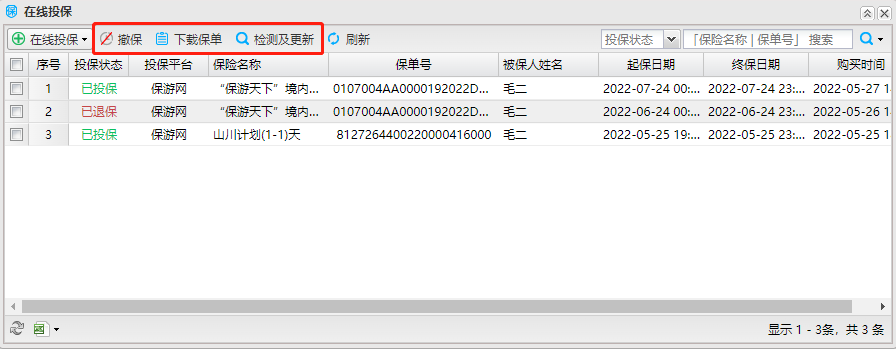 在线投保
在线投保 撤保 下载保单 检测及更新 刷新 投保状态 「保险名称 | 保单号」 搜索
序号 投保状态 投保平台 保险名称 保单号 被保人姓名 起保日期 终保日期 购买时间
1 已投保 保游网 “保游天下”境内... 0107004AA0000192022D... 毛二 2022-07-24 00:... 2022-07-24 23:... 2022-05-27 1
2 已退保 保游网 “保游天下”境内... 0107004AA0000192022D... 毛二 2022-06-24 00:... 2022-06-24 23:... 2022-05-26 1
3 已投保 保游网 山川计划(1-1)天 8127264400220000416000 毛二 2022-05-25 19:... 2022-05-25 23:... 2022-05-25 1
显示 1 - 3条，共 3 条